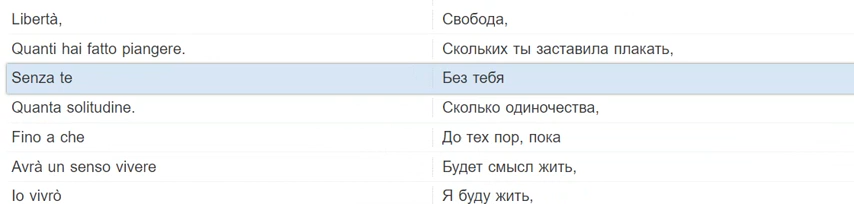 Libertà,	Свобода,
Quanti hai fatto piangere.	Скольких ты заставила плакать,
Senza te	Без тебя
Quanta solitudine.	Сколько одиночества,
Fino a che	До тех пор, пока
Avrà un senso vivere	Будет смысл жить,
Io vivrò	Я буду жить,